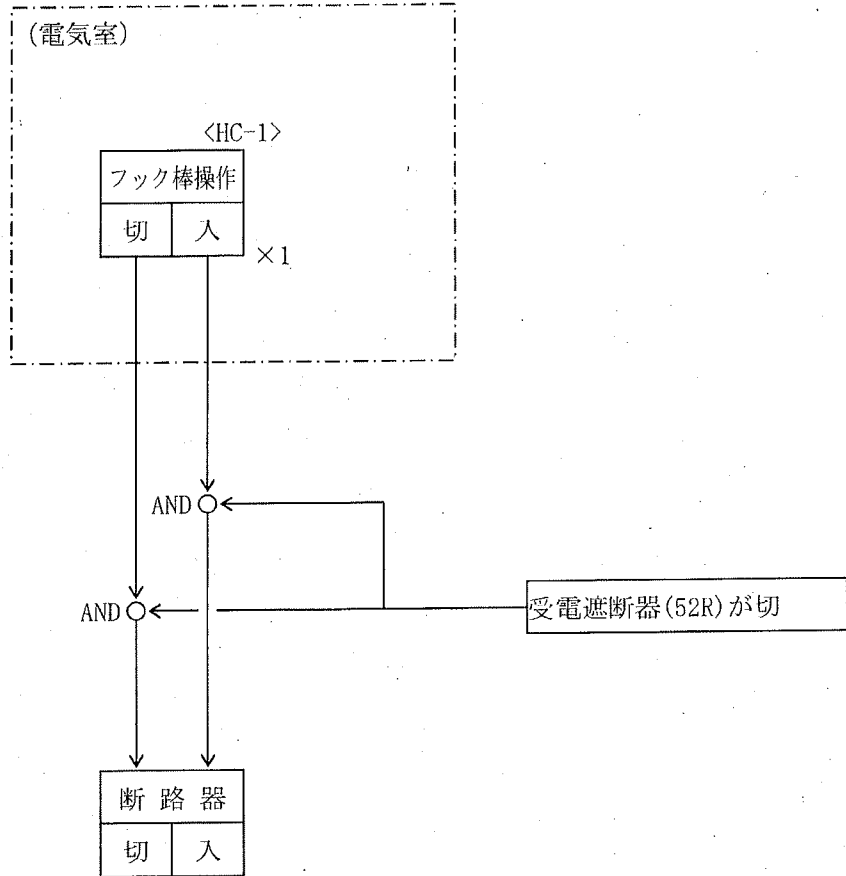 (電気室)
<HC-1>
フック棒操作
切 入
×1
AND
AND
受電遮断器(52R)が切
断路器
切 入